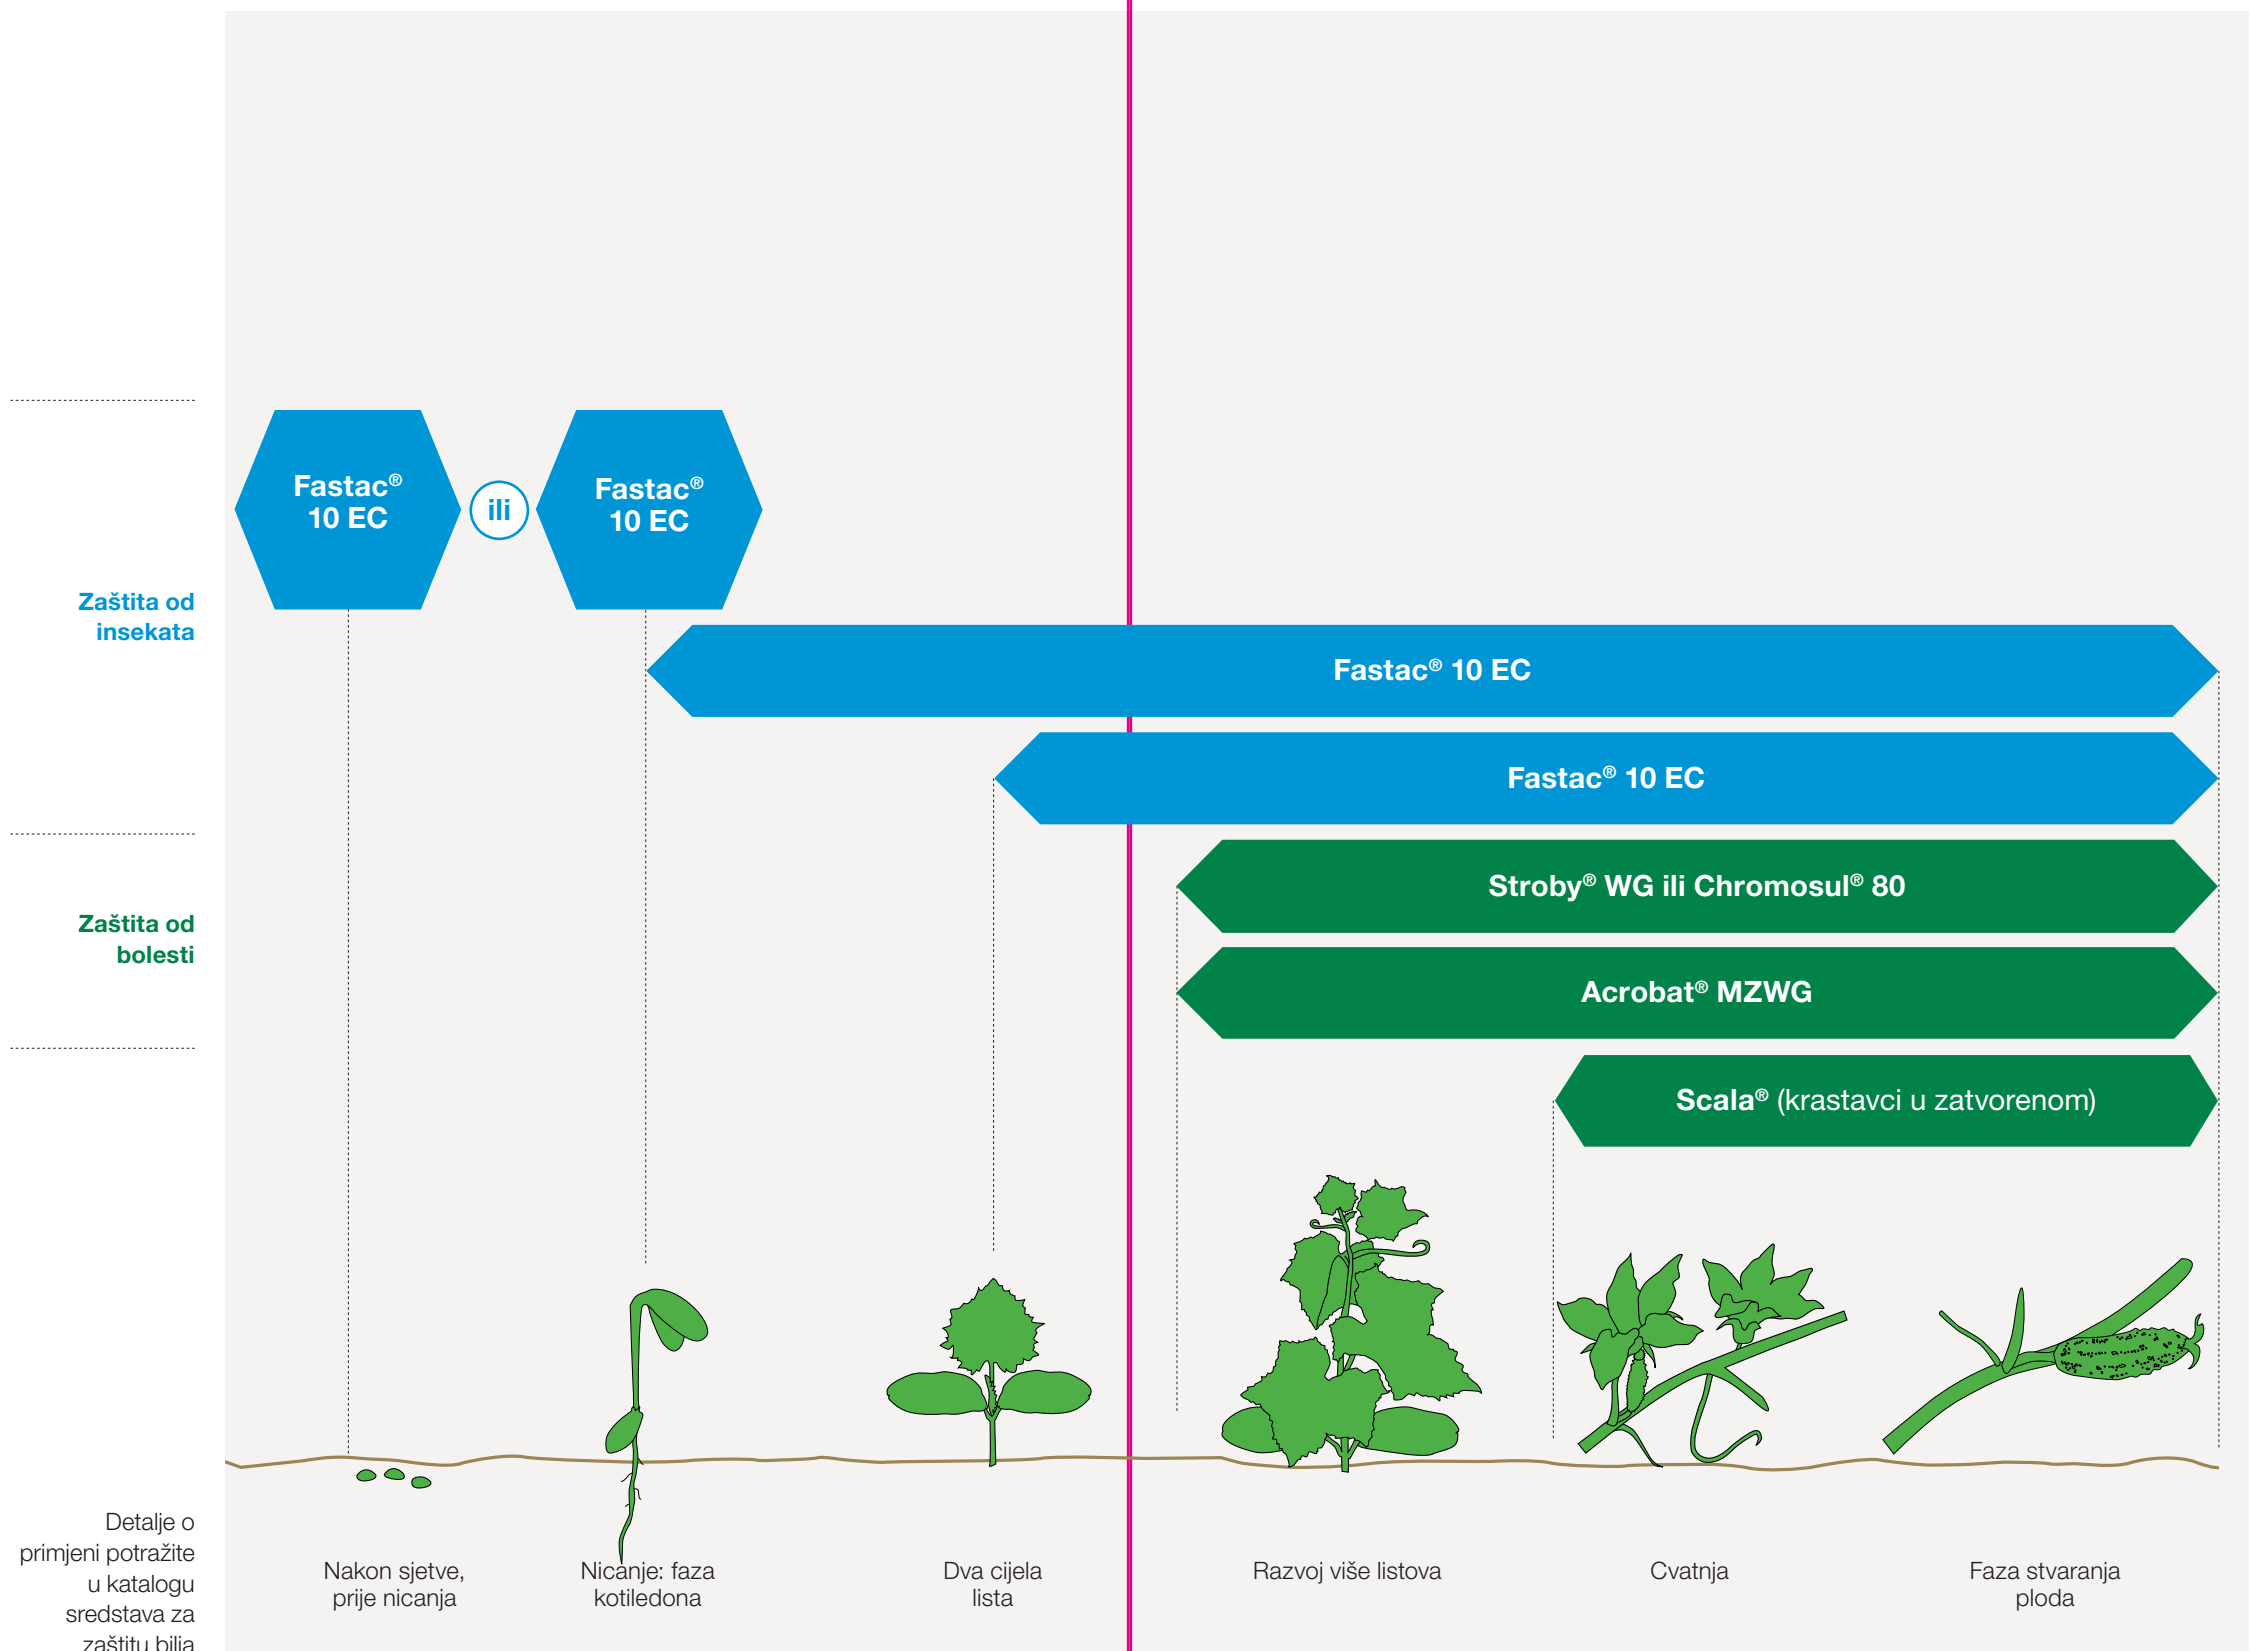 Fastac®
10 EC
ili
Fastac®
10 EC
Zaštita od
insekata
Fastac® 10 EC
Fastac® 10 EC
Zaštita od
bolesti
Stroby® WG ili Chromosul® 80
Acrobat® MZWG
Scala® (krastavci u zatvorenom)
Detalje o
primjeni potražite
u katalogu
sredstava za
zaštitu bilja
Nakon sjetve,
prije nicanja
Nicanje: faza
kotiledona
Dva cijela
lista
Razvoj više listova
Cvatnja
Faza stvaranja
ploda